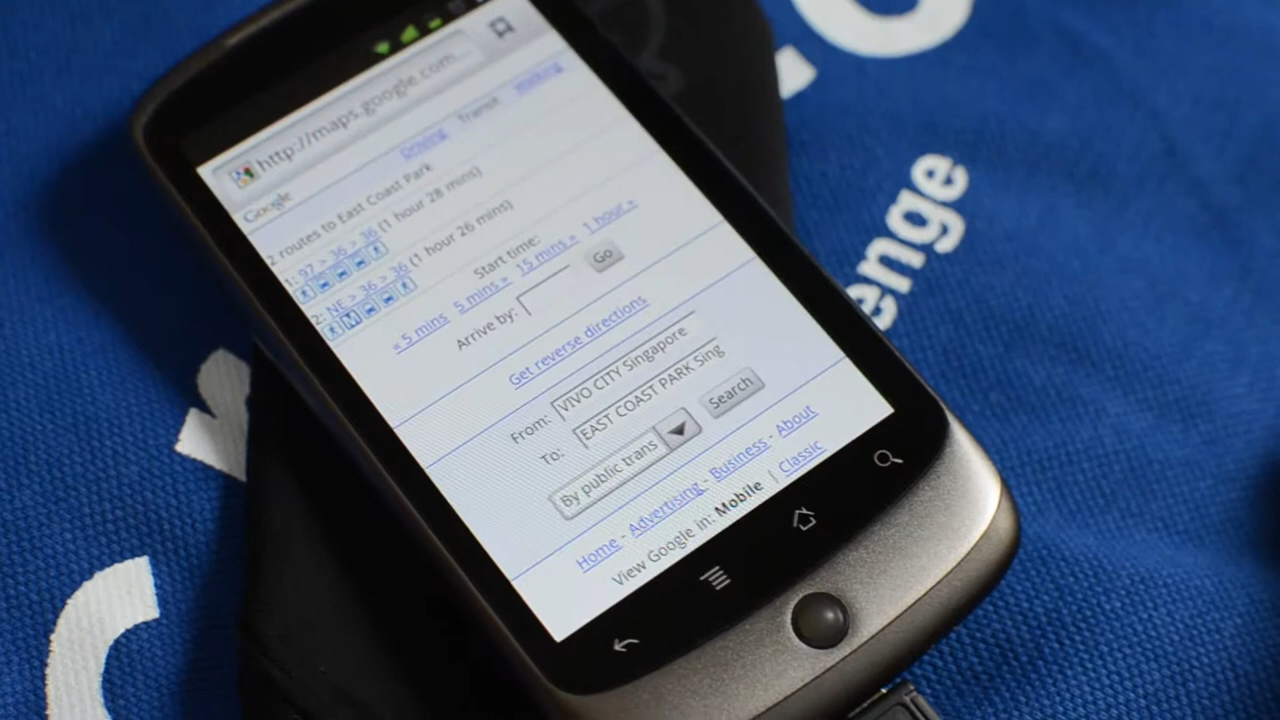 http://maps.google.com...
Google
Driving Transit Walking
2 routes to East Coast Park
1: 97 > 36 > 36 (1 hour 28 mins)
2: NE > 36 > 36 (1 hour 26 mins)
M
Start time:
« 5 mins 5 mins » 15 mins » 1 hour »
Arrive by: Go
Get reverse directions
From: VIVO CITY Singapore
To: EAST COAST PARK Sing
By public trans Search
Home - Advertising - Business - About
View Google in: Mobile | Classic
enge